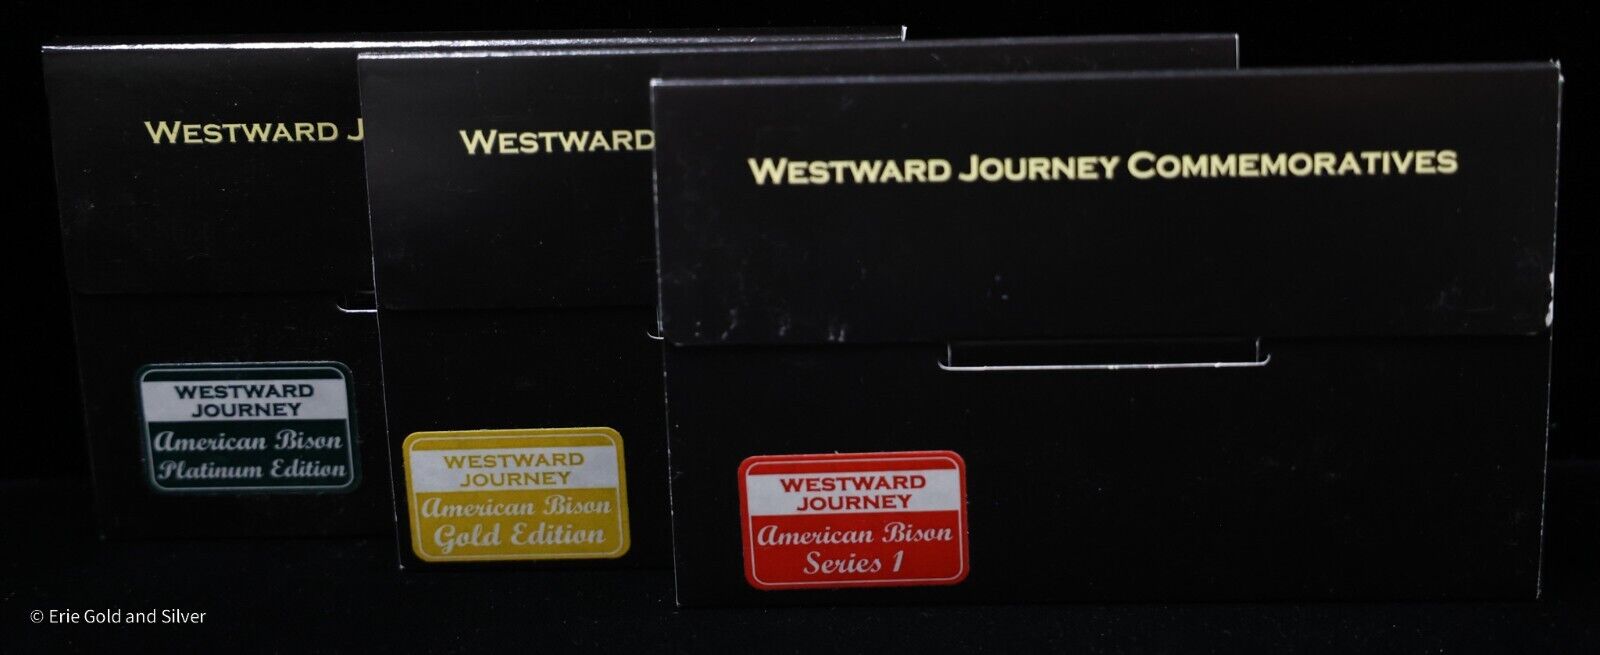 WESTWARD J
WESTWARD
WESTWARD JOURNEY COMMEMORATIVES
WESTWARD
JOURNEY
American Bison
Platinum Edition
WESTWARD
JOURNEY
American Bison
Gold Edition
WESTWARD
JOURNEY
American Bison
Series 1
© Erie Gold and Silver